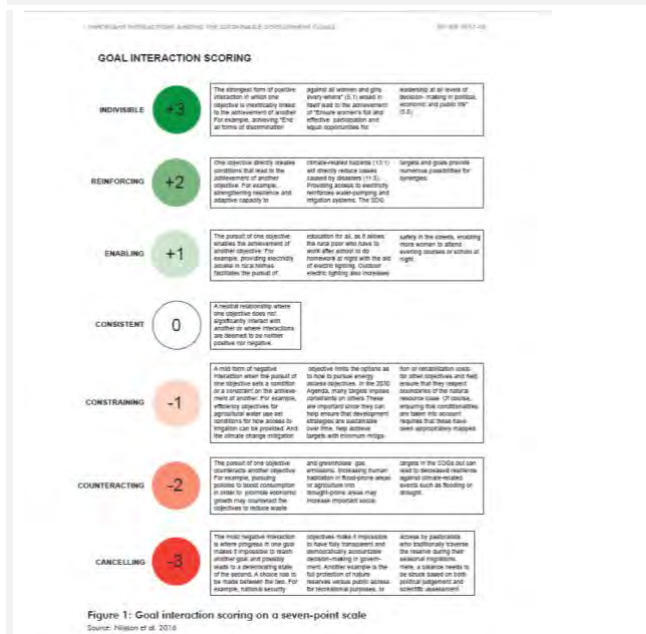 IMPORTANT INTERACTIONS AMONG THE SUSTAINABLE DEVELOPMENT GOALS
GOAL INTERACTION SCORING
INDIVISIBLE
+3
The strongest form of positive
interaction in which one
objective is inextricably linked
to the achievement of another.
For example, achieving "End
all forms of discrimination
against all women and girls
everywhere" (5.1) would in
itself lead to the achievement
of "Ensure women's full and
effective participation and
equal opportunities for
leadership at all levels of
decision-making in political,
economic and public life"
(5.5)
REINFORCING
+2
One objective directly creates
conditions that lead to the
achievement of another
objective. For example,
strengthening resilience and
adaptive capacity to
climate-related hazards (13.1)
will directly reduce losses
caused by disasters (11.5).
Providing access to electricity
reinforces water-pumping and
irrigation systems. The SDG
targets and goals provide
numerous possibilities for
synergies.
ENABLING
+1
The pursuit of one objective
enables the achievement of
another objective. For
example, providing electricity
access in rural homes
facilitates the pursuit of
education for all, as it allows
the rural poor who have to
work after school to do
homework at night with the aid
of electric lighting. Outdoor
electric lighting also increases
safety in the streets, enabling
more women to attend
evening courses or school at
night.
CONSISTENT
0
A neutral relationship where
one objective does not
significantly interact with
another or where interactions
are deemed to be neither
positive nor negative.
CONSTRAINING
-1
A mild form of negative
interaction when the pursuit of
one objective sets a condition
or a constraint on the achieve-
ment of another. For example,
efficiency objectives for
agricultural water use set
conditions for how access to
irrigation can be provided. And
the climate change mitigation
objective limits the options as
to how to pursue energy
access objectives. In the 2030
Agenda, many targets impose
constraints on others. These
are important since they can
help ensure that development
strategies are sustainable
over time, help achieve
targets with minimum mitiga-
tion or rehabilitation costs
for other objectives and help
ensure that they respect
boundaries of the natural
resource base. Of course,
ensuring this conditionalities
are taken into account
requires that these have
been appropriately mapped.
COUNTERACTING
-2
The pursuit of one objective
counteracts another objective.
For example, pursuing
policies to boost consumption
in order to promote economic
growth may counteract the
objectives to reduce waste
and greenhouse gas
emissions. Increasing human
habitation in flood-prone areas
or agriculture into
drought-prone areas may
increase important social
targets in the SDGs but can
lead to decreased resilience
against climate-related
events such as flooding or
drought.
CANCELLING
-3
The most negative interaction
is where progress in one goal
makes it impossible to reach
another goal and possibly
leads to a deteriorating state
of the second. A choice has to
be made between the two. For
example, national security
objectives make it impossible
to have fully transparent and
democratically accountable
decision-making in govern-
ment. Another example is the
full protection of nature
reserves versus public access
for recreational purposes, or
access by pastoralists
who traditionally traverse
the reserve during their
seasonal migrations.
Here, a balance needs to
be struck based on both
political judgement and
scientific assessment
Figure 1: Goal interaction scoring on a seven-point scale
Source: Nilsson et al. 2016